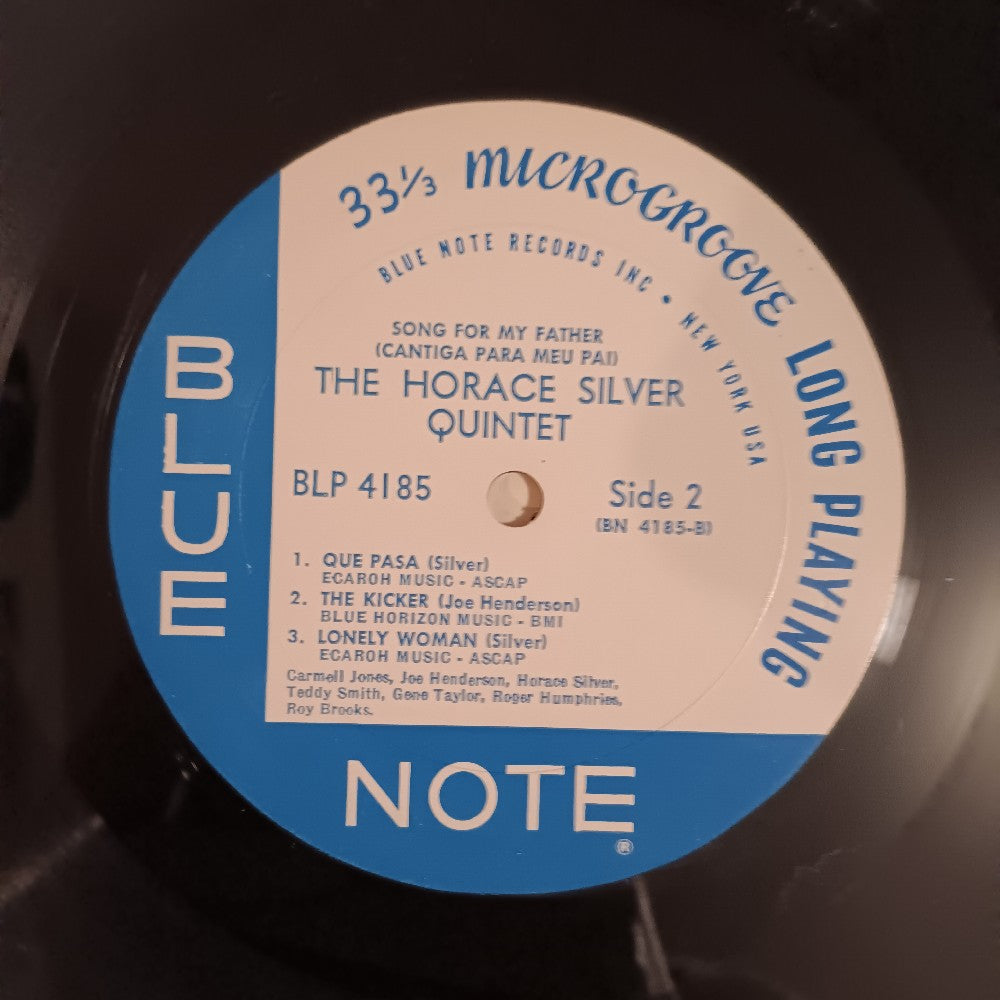 33⅓ MICROGROOVE LONG PLAYING
BLUE NOTE RECORDS INC • NEW YORK USA
SONG FOR MY FATHER
(CANTIGA PARA MEU PAI)
THE HORACE SILVER
QUINTET
BLP 4185
Side 2
(BN 4185-B)
1. QUE PASA (Silver)
ECAROH MUSIC - ASCAP
2. THE KICKER (Joe Henderson)
BLUE HORIZON MUSIC - BMI
3. LONELY WOMAN (Silver)
ECAROH MUSIC - ASCAP
Carmell Jones, Joe Henderson, Horace Silver,
Teddy Smith, Gene Taylor, Roger Humphries,
Roy Brooks.
BLUE
NOTE
®